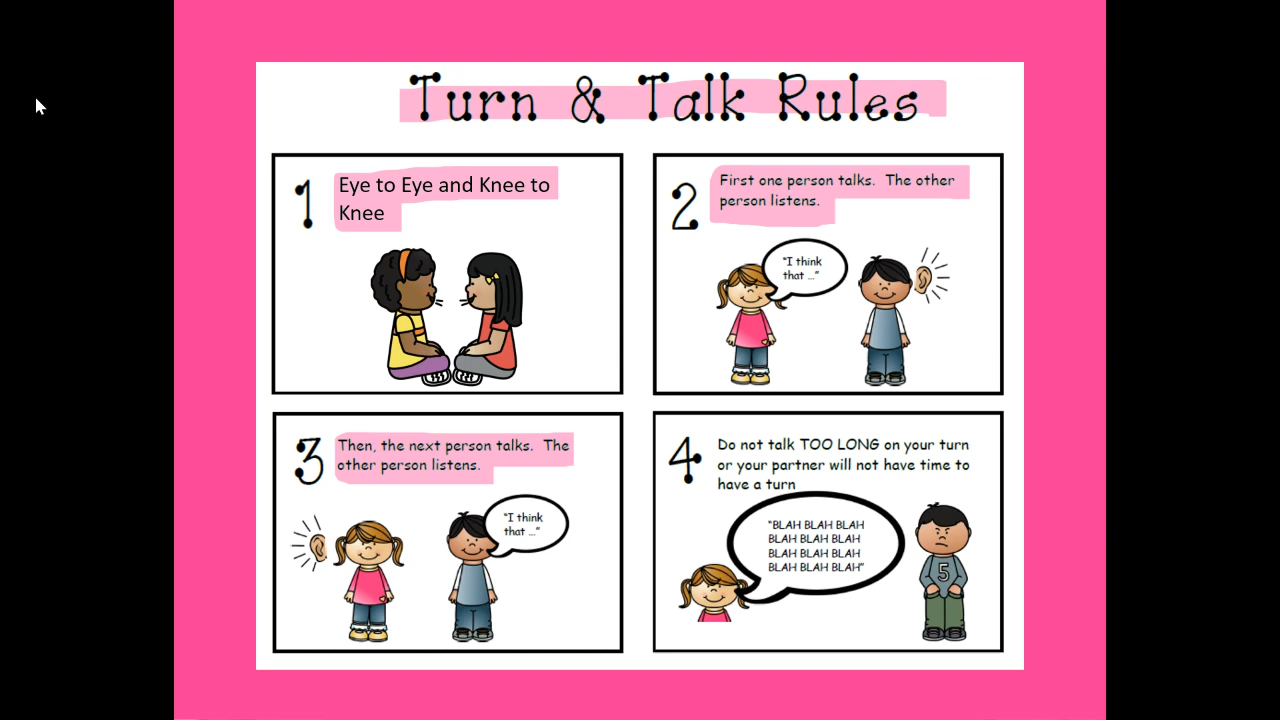 Turn & Talk Rules
1
Eye to Eye and Knee to
Knee
2
First one person talks.  The other
person listens.
"I think
that ..."
3
Then, the next person talks.  The
other person listens.
"I think
that ..."
4
Do not talk TOO LONG on your turn
or your partner will not have time to
have a turn
"BLAH BLAH BLAH
BLAH BLAH BLAH
BLAH BLAH BLAH
BLAH BLAH BLAH"
5